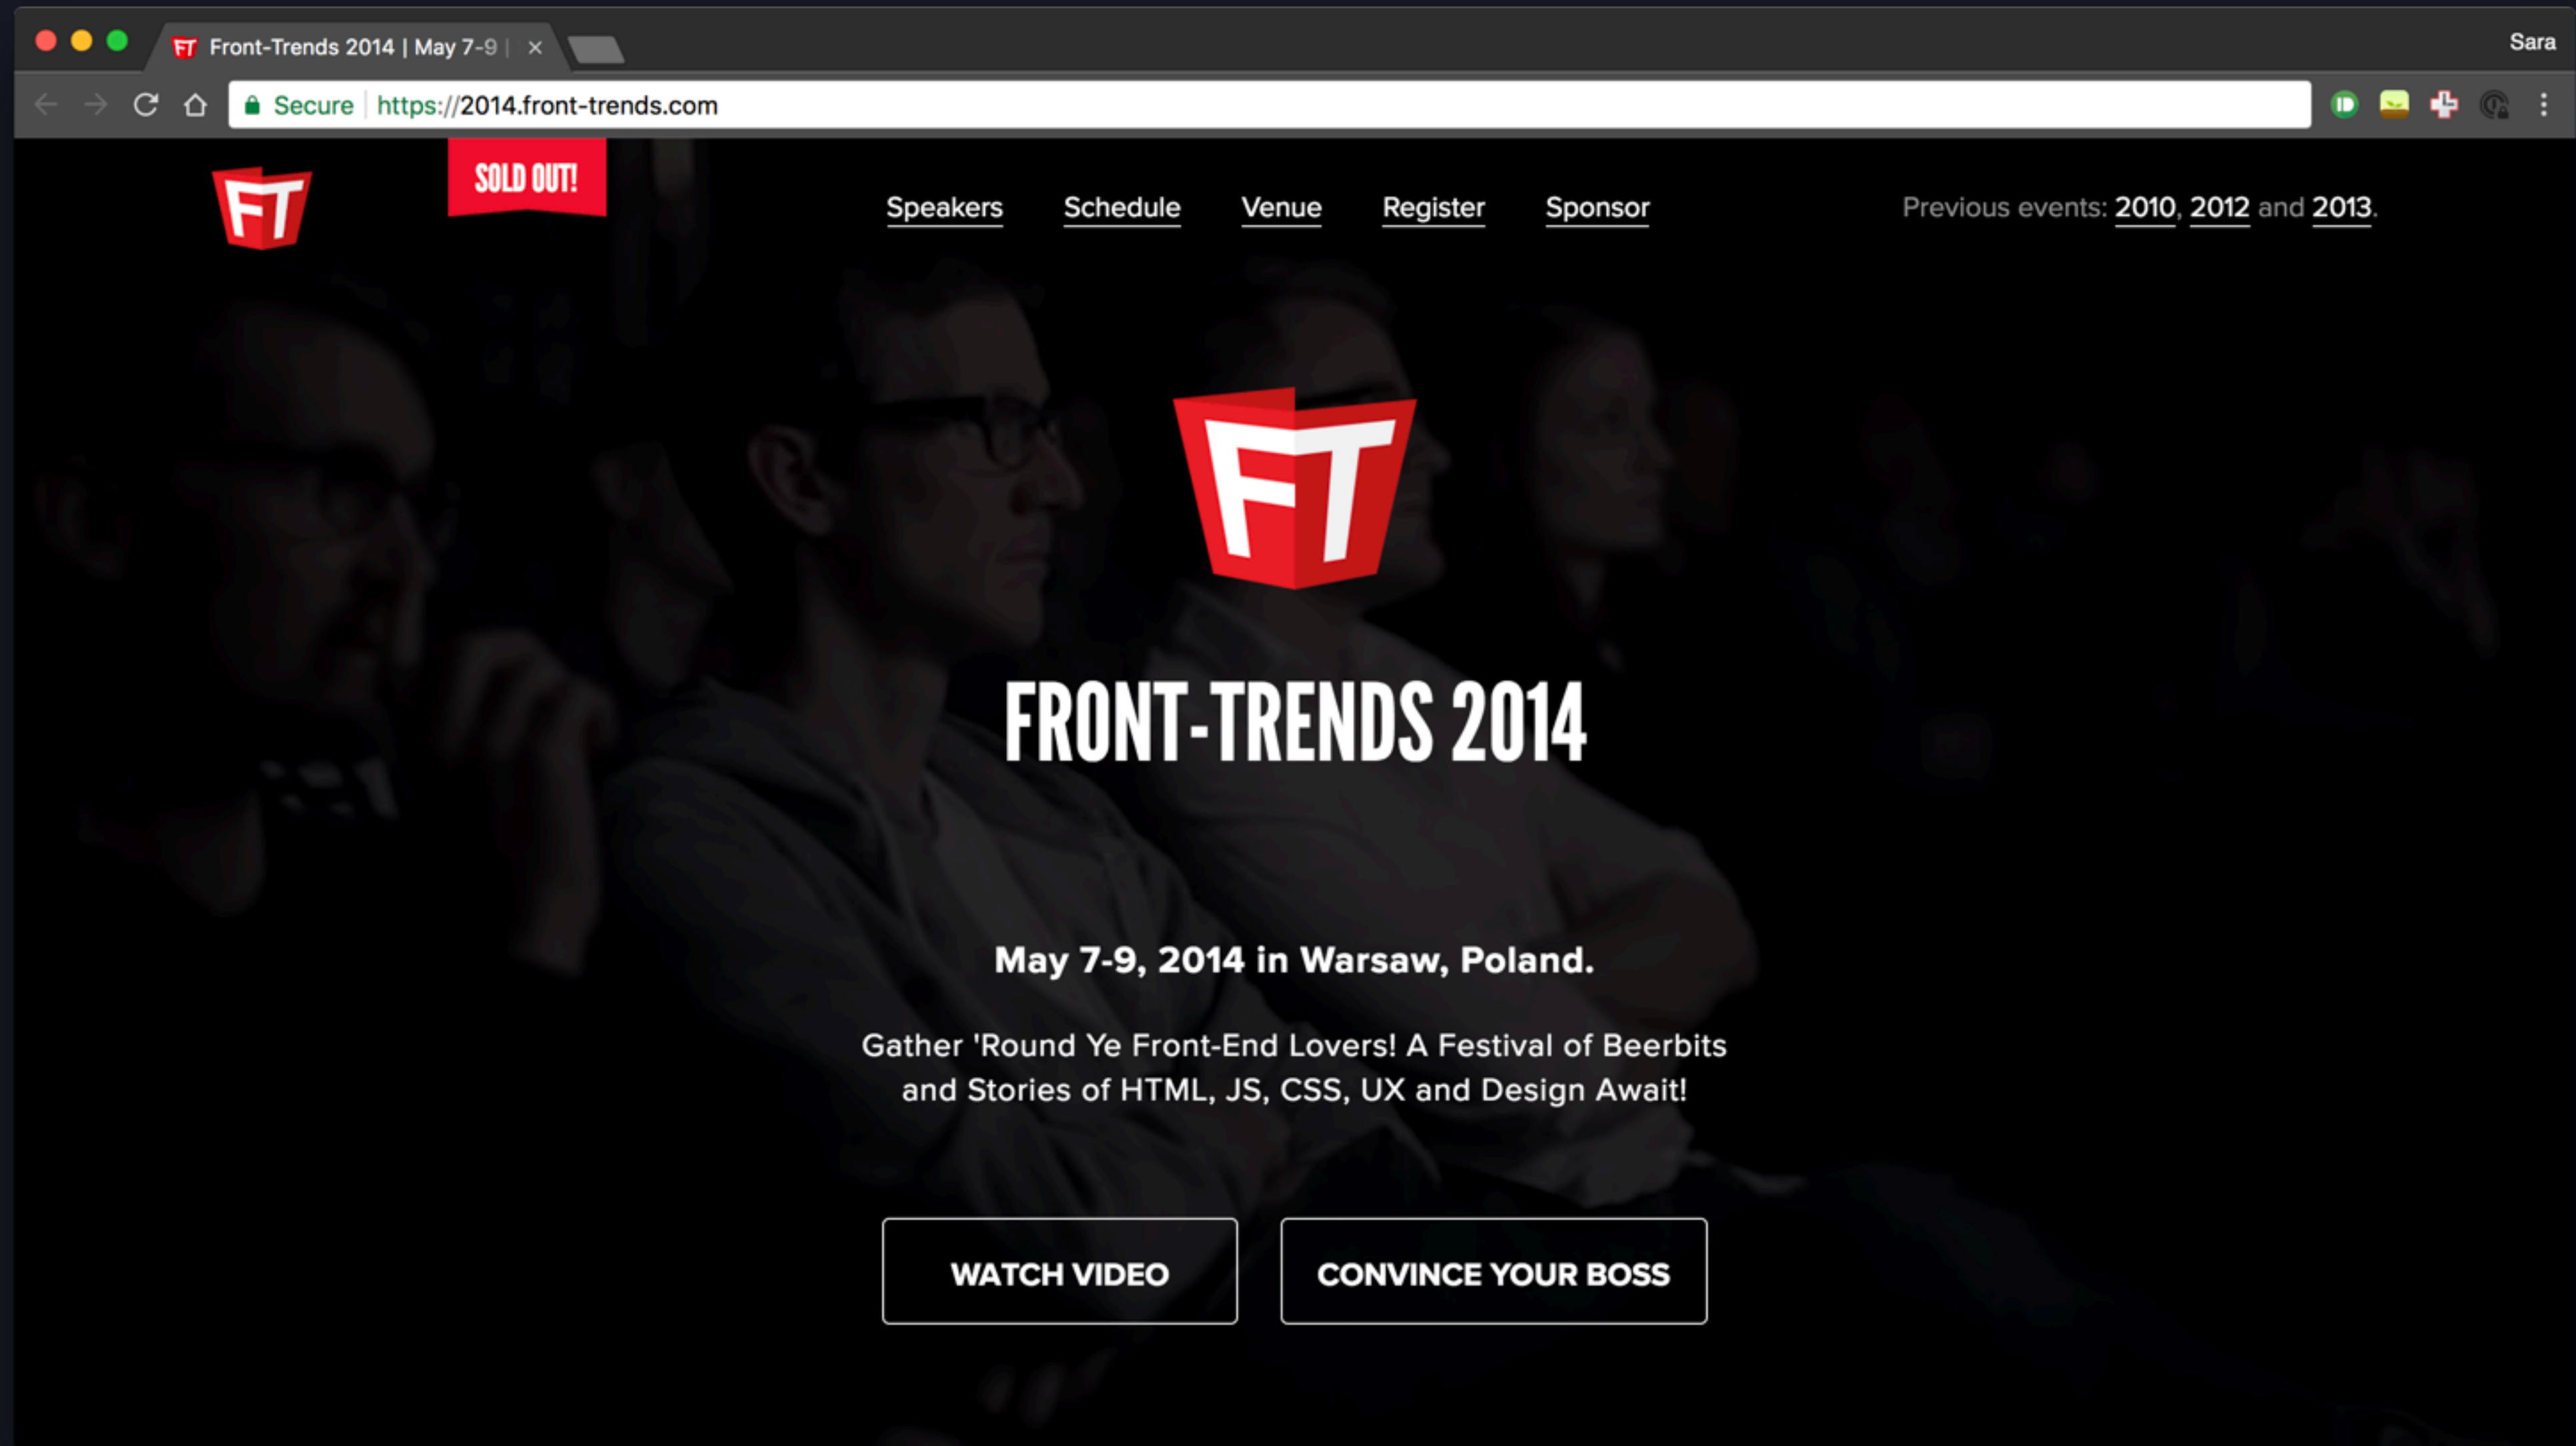 FT Front-Trends 2014 | May 7-9 |
Sara
Secure https://2014.front-trends.com
FT
SOLD OUT!
Speakers Schedule Venue Register Sponsor
Previous events: 2010, 2012 and 2013.
FT
FRONT-TRENDS 2014
May 7-9, 2014 in Warsaw, Poland.
Gather 'Round Ye Front-End Lovers! A Festival of Beerbits
and Stories of HTML, JS, CSS, UX and Design Await!
WATCH VIDEO
CONVINCE YOUR BOSS